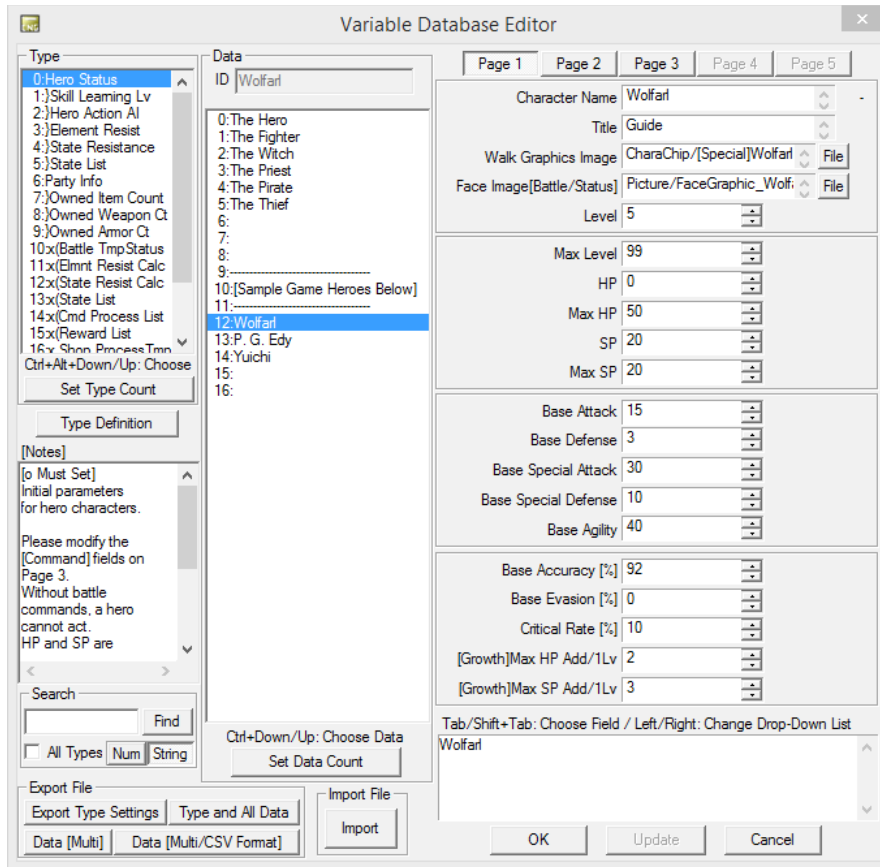 ENG
Variable Database Editor
Type
0:Hero Status
1:}Skill Learning Lv
2:}Hero Action AI
3:}Element Resist
4:}State Resistance
5:}State List
6:Party Info
7:}Owned Item Count
8:}Owned Weapon Ct
9:}Owned Armor Ct
10:x(Battle TmpStatus
11:x(Elmnt Resist Calc
12:x(State Resist Calc
13:x(State List
14:x(Cmd Process List
15:x(Reward List
16:x Shop ProcessTmp
Ctrl+Alt+Down/Up: Choose
Set Type Count
Type Definition
[Notes]
[o Must Set]
Initial parameters
for hero characters.
Please modify the
[Command] fields on
Page 3.
Without battle
commands, a hero
cannot act.
HP and SP are
Search
Find
All Types Num String
Data
ID Wolfarl
0:The Hero
1:The Fighter
2:The Witch
3:The Priest
4:The Pirate
5:The Thief
6:
7:
8:
9:-----------------------------------
10:[Sample Game Heroes Below]
11:-----------------------------------
12:Wolfarl
13:P. G. Edy
14:Yuichi
15:
16:
Ctrl+Down/Up: Choose Data
Set Data Count
Page 1 Page 2 Page 3 Page 4 Page 5
Character Name Wolfarl -
Title Guide
Walk Graphics Image CharaChip/[Special]Wolfarl File
Face Image[Battle/Status] Picture/FaceGraphic_Wolfa File
Level 5
Max Level 99
HP 0
Max HP 50
SP 20
Max SP 20
Base Attack 15
Base Defense 3
Base Special Attack 30
Base Special Defense 10
Base Agility 40
Base Accuracy [%] 92
Base Evasion [%] 0
Critical Rate [%] 10
[Growth]Max HP Add/1Lv 2
[Growth]Max SP Add/1Lv 3
Tab/Shift+Tab: Choose Field / Left/Right: Change Drop-Down List
Wolfarl
Export File
Export Type Settings Type and All Data
Data [Multi] Data [Multi/CSV Format]
Import File
Import
OK Update Cancel